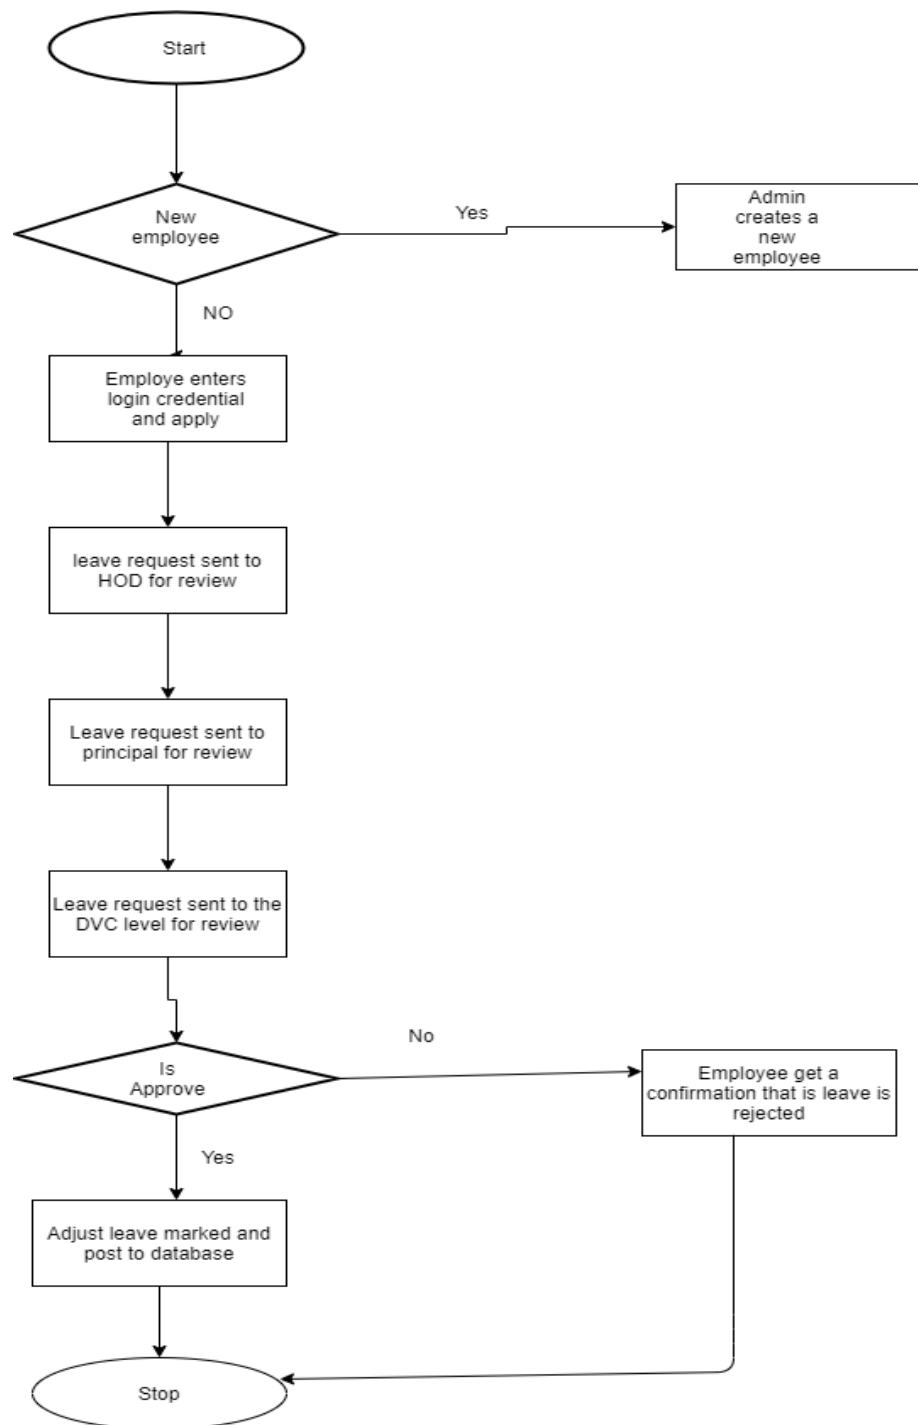 Start
New
employee
Yes
Admin
creates a
new
employee
NO
Employe enters
login credential
and apply
leave request sent to
HOD for review
Leave request sent to
principal for review
Leave request sent to the
DVC level for review
Is
Approve
No
Employee get a
confirmation that is leave is
rejected
Yes
Adjust leave marked and
post to database
Stop